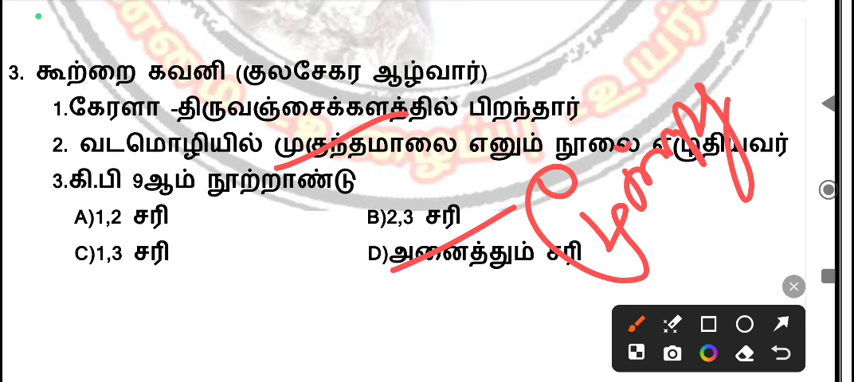 3. கூற்றை கவனி (குலசேகர ஆழ்வார்)
1.கேரளா -திருவஞ்சைக்களத்தில் பிறந்தார்
2. வடமொழியில் முகுந்தமாலை எனும் நூலை எழுதியவர்
3.கி.பி 9ஆம் நூற்றாண்டு
A)1,2 சரி B)2,3 சரி
C)1,3 சரி D)அனைத்தும் சரி